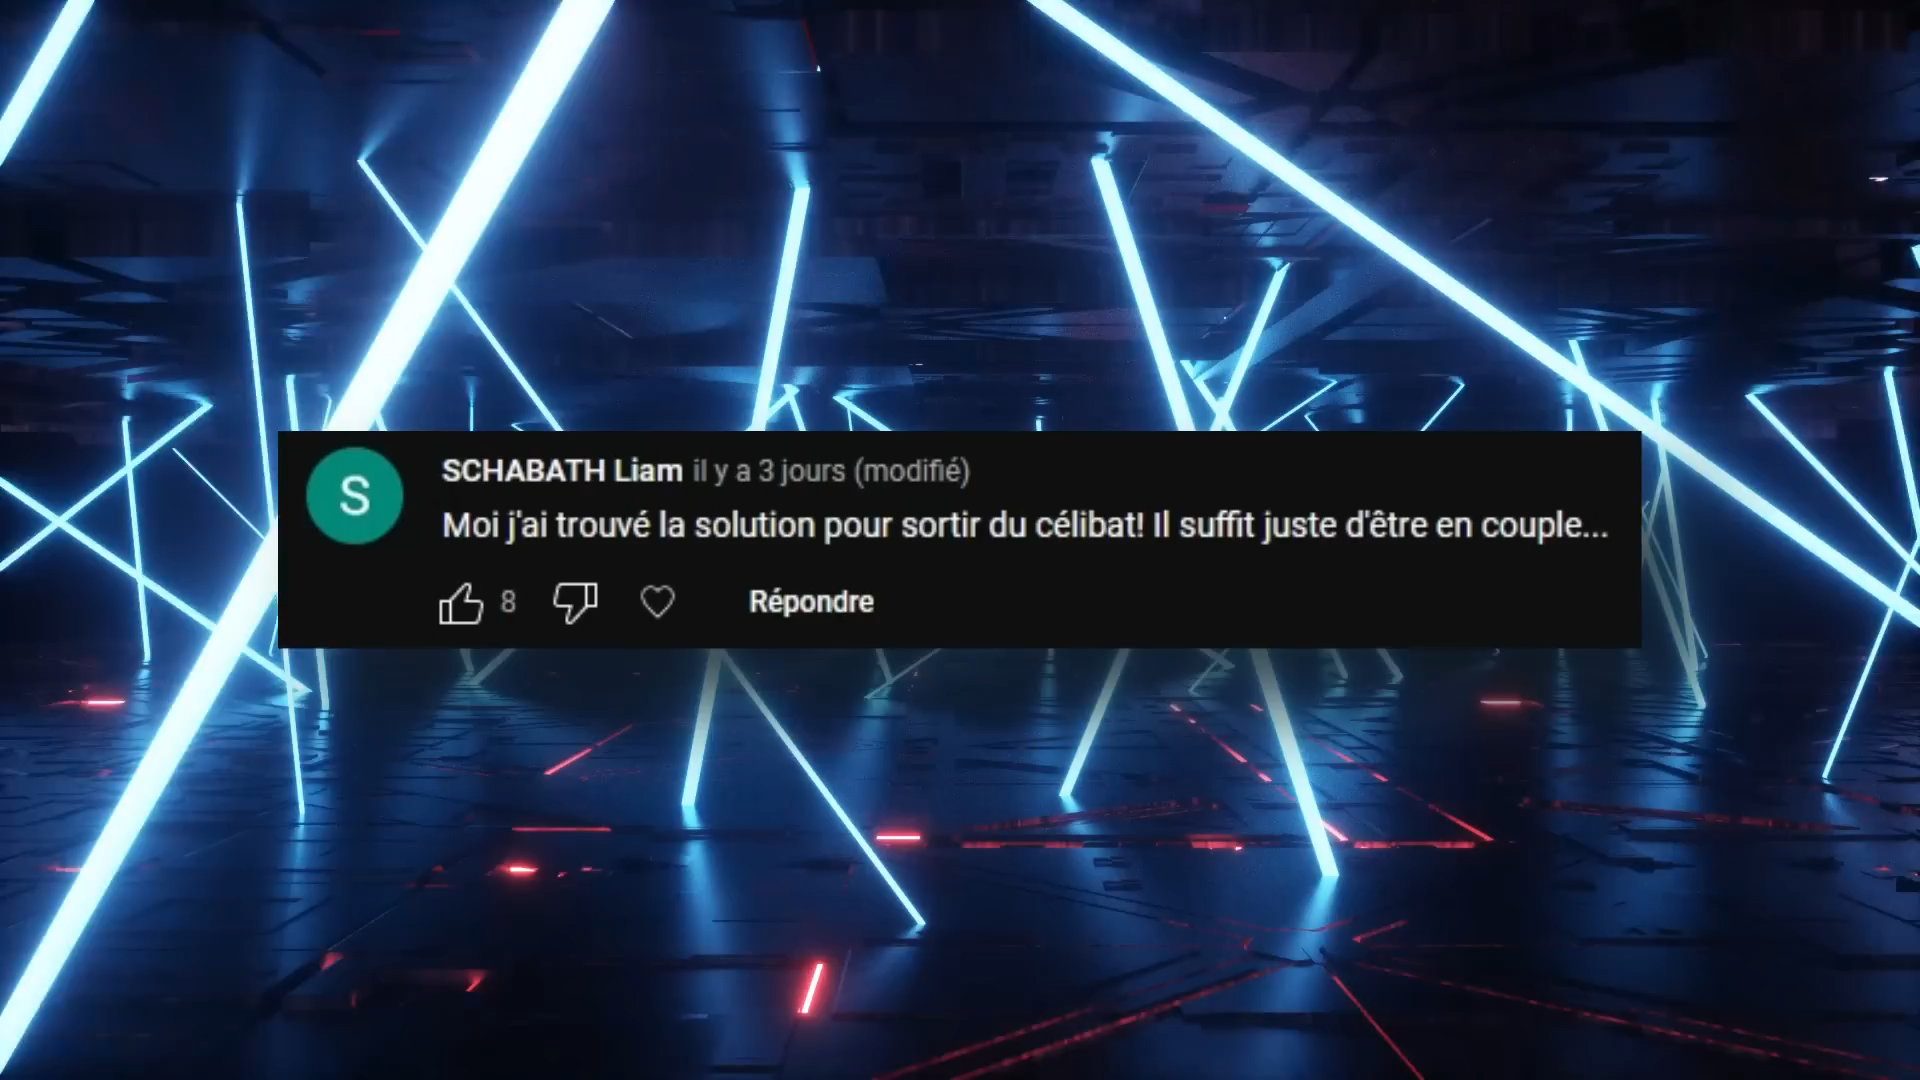 S
SCHABATH Liam il y a 3 jours (modifié)
Moi j'ai trouvé la solution pour sortir du célibat! Il suffit juste d'être en couple...
8 Répondre